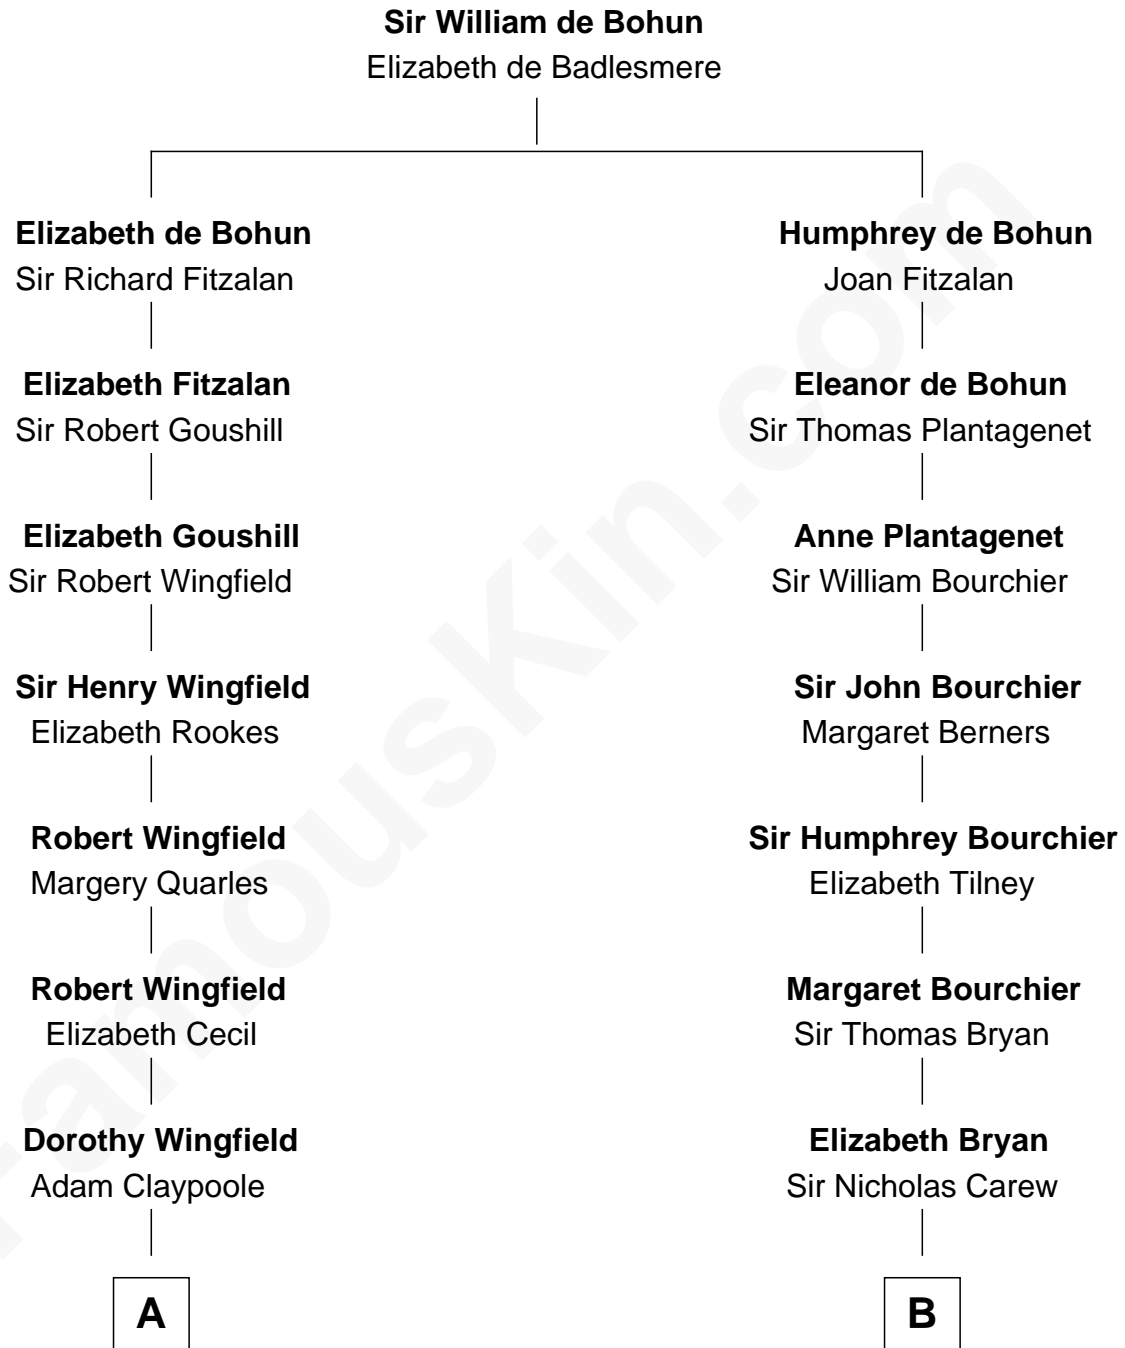 Sir William de Bohun
Elizabeth de Badlesmere
Elizabeth de Bohun
Sir Richard Fitzalan
Humphrey de Bohun
Joan Fitzalan
Elizabeth Fitzalan
Sir Robert Goushill
Eleanor de Bohun
Sir Thomas Plantagenet
Elizabeth Goushill
Sir Robert Wingfield
Anne Plantagenet
Sir William Bourchier
Sir Henry Wingfield
Elizabeth Rookes
Sir John Bourchier
Margaret Berners
Robert Wingfield
Margery Quarles
Sir Humphrey Bourchier
Elizabeth Tilney
Robert Wingfield
Elizabeth Cecil
Margaret Bourchier
Sir Thomas Bryan
Dorothy Wingfield
Adam Claypoole
Elizabeth Bryan
Sir Nicholas Carew
A
B
FamousKin.com